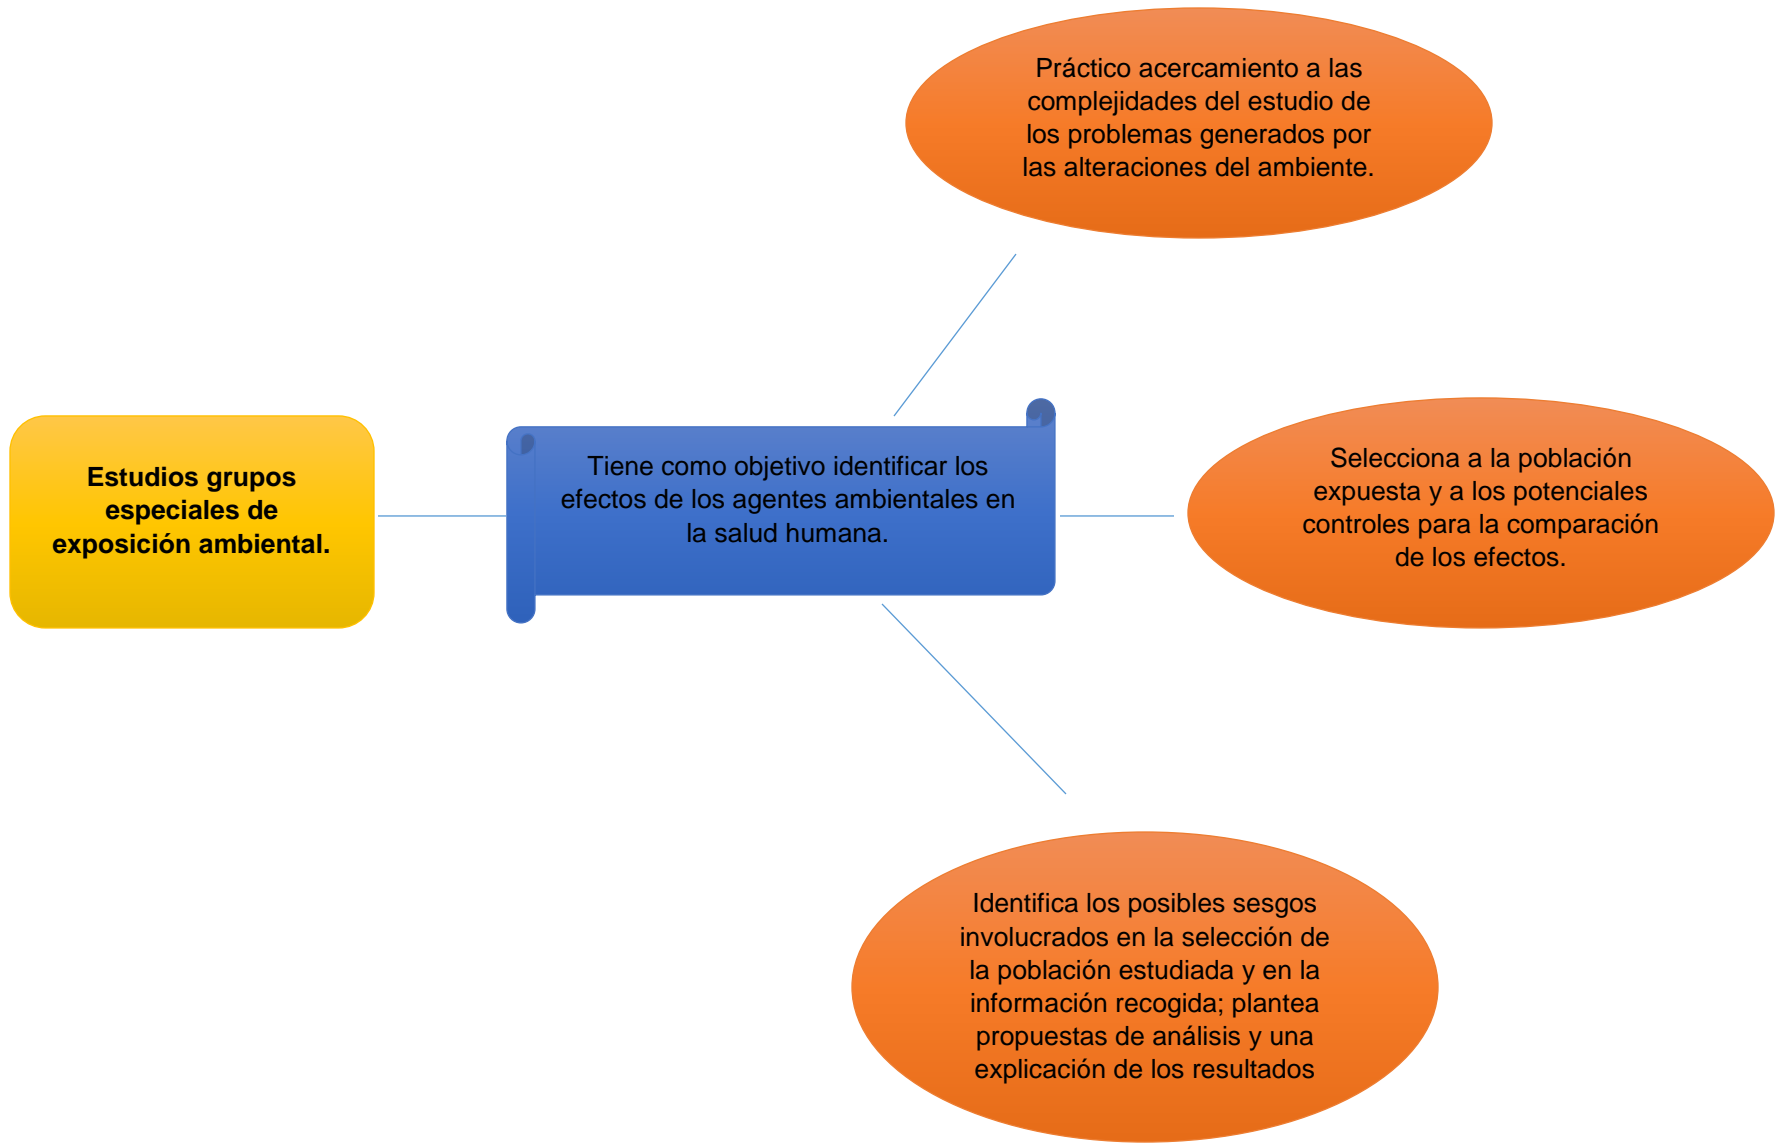 Práctico acercamiento a las
complejidades del estudio de
los problemas generados por
las alteraciones del ambiente.
Estudios grupos
especiales de
exposición ambiental.
Tiene como objetivo identificar los
efectos de los agentes ambientales en
la salud humana.
Selecciona a la población
expuesta y a los potenciales
controles para la comparación
de los efectos.
Identifica los posibles sesgos
involucrados en la selección de
la población estudiada y en la
información recogida; plantea
propuestas de análisis y una
explicación de los resultados